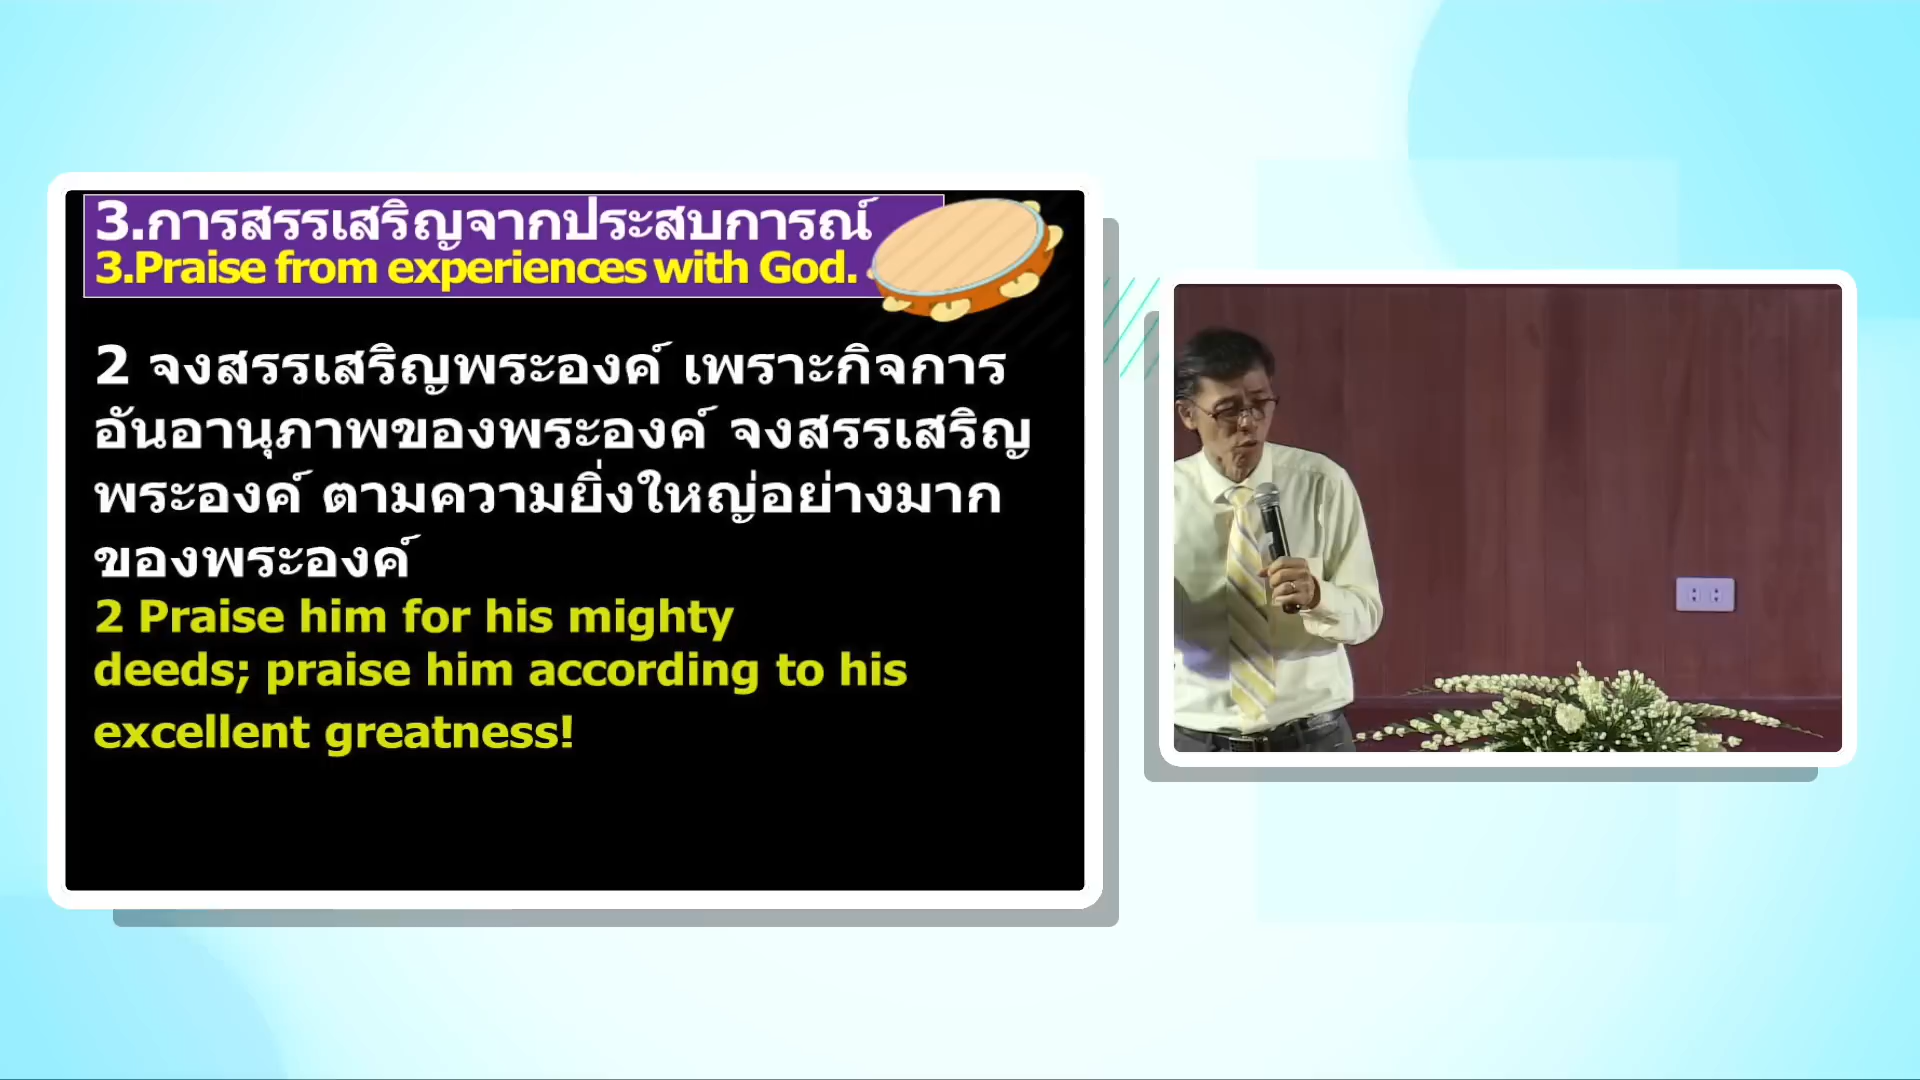 3.การสรรเสริญจากประสบการณ์
3.Praise from experiences with God.
2 จงสรรเสริญพระองค์ เพราะกิจการ
อันอานุภาพของพระองค์ จงสรรเสริญ
พระองค์ ตามความยิ่งใหญ่อย่างมาก
ของพระองค์
2 Praise him for his mighty
deeds; praise him according to his
excellent greatness!